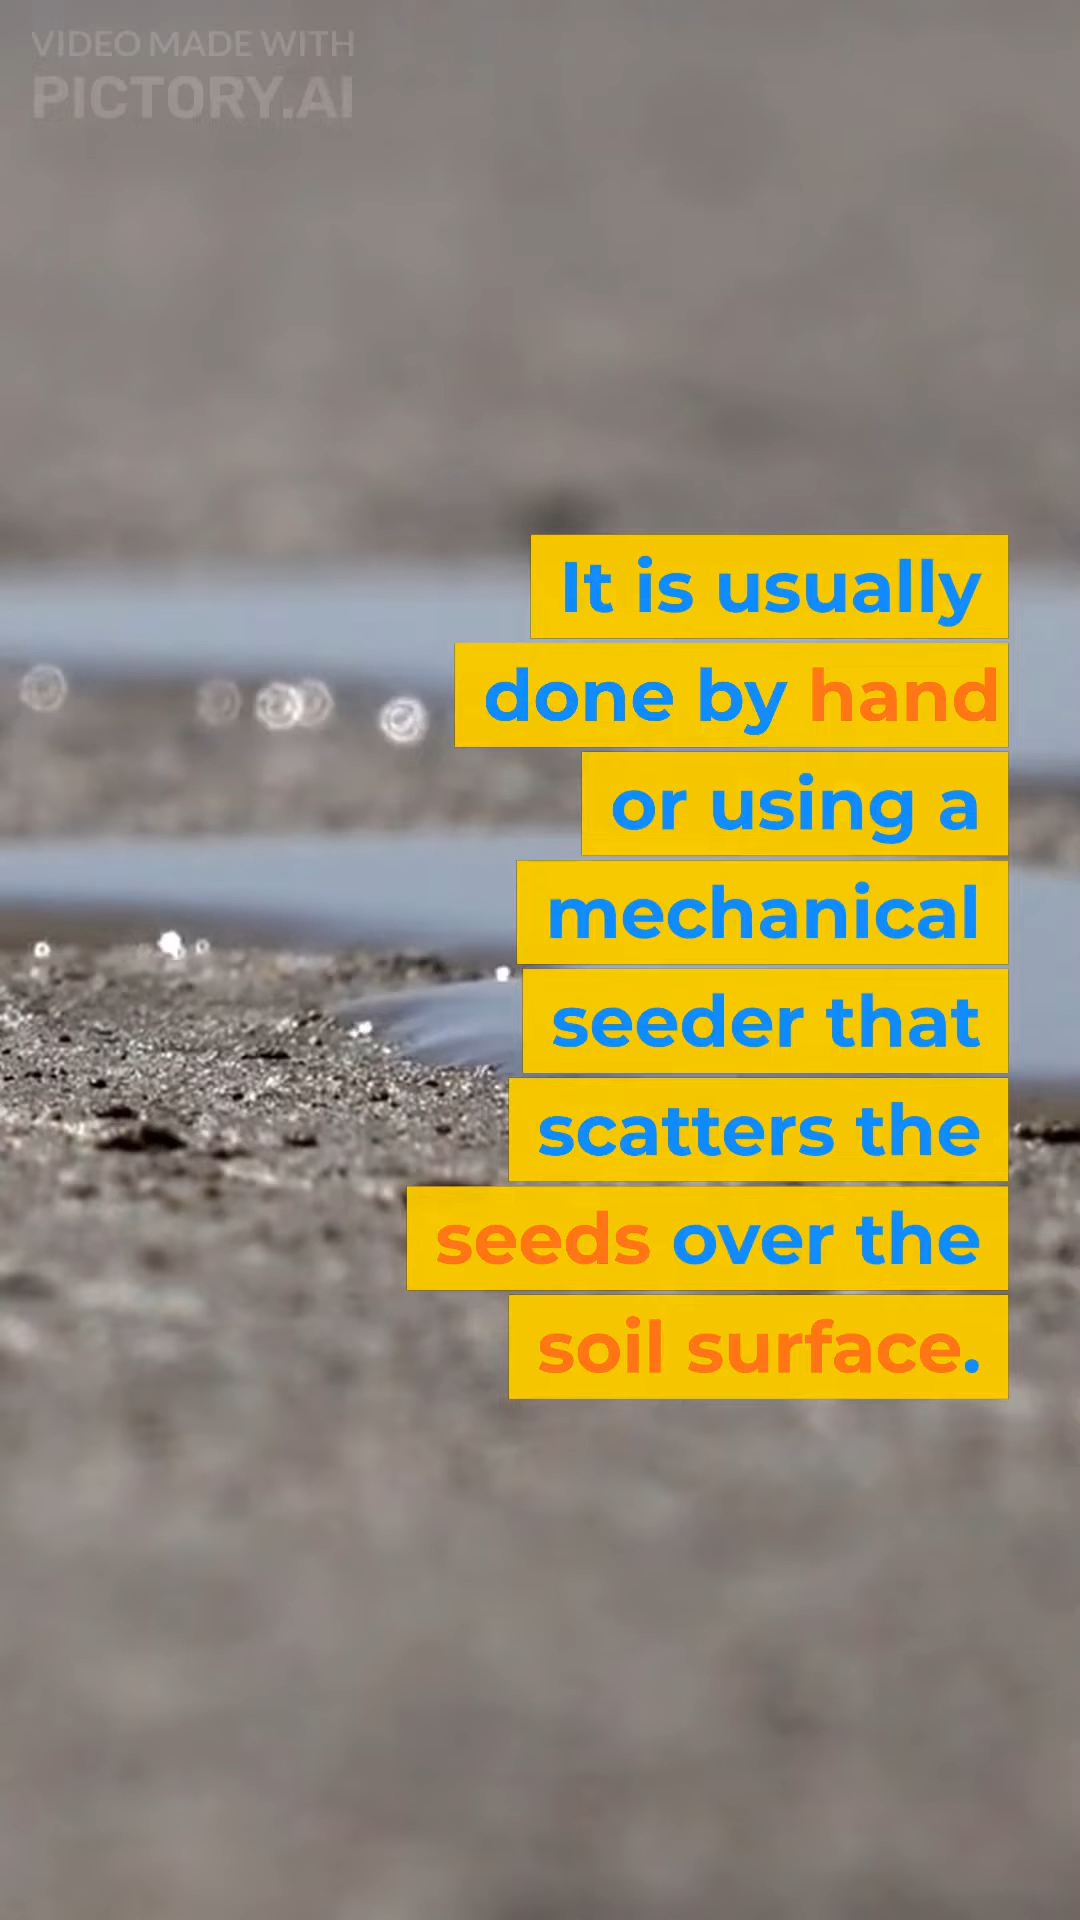 VIDEO MADE WITH
PICTORY.AI
It is usually
done by hand
or using a
mechanical
seeder that
scatters the
seeds over the
soil surface.